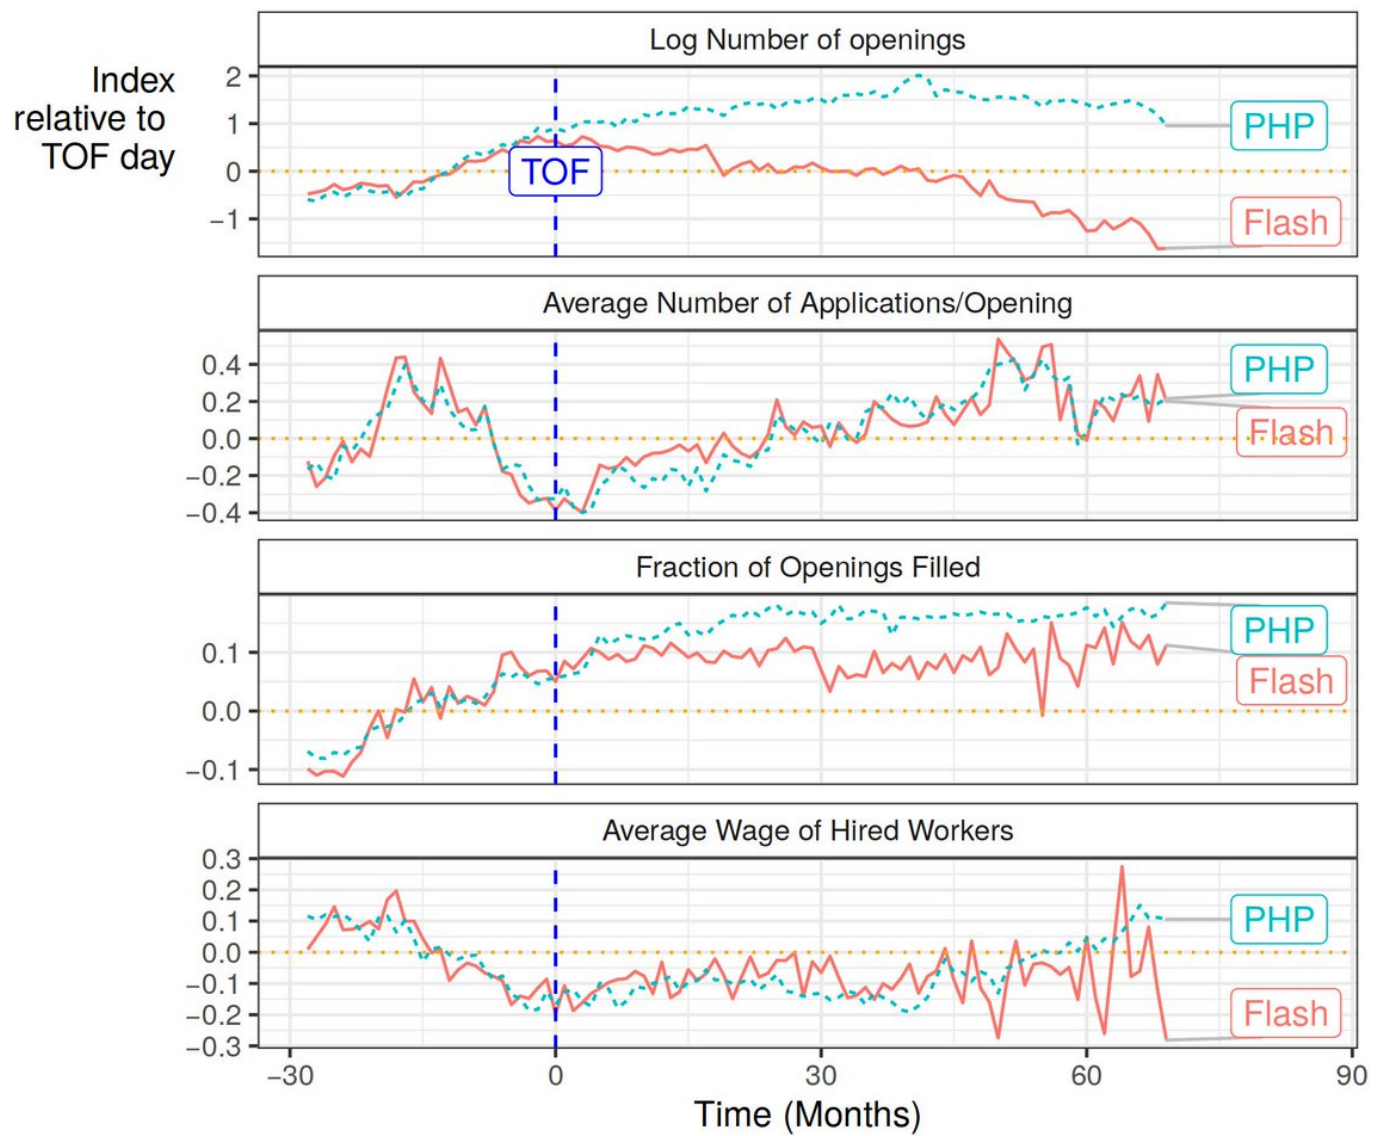 Log Number of openings
Index
relative to
TOF day
2
1
0
−1
TOF
PHP
Flash
Average Number of Applications/Opening
0.4
0.2
0.0
−0.2
−0.4
PHP
Flash
Fraction of Openings Filled
0.1
0.0
−0.1
PHP
Flash
Average Wage of Hired Workers
0.3
0.2
0.1
0.0
−0.1
−0.2
−0.3
PHP
Flash
−30 0 30 60 90
Time (Months)